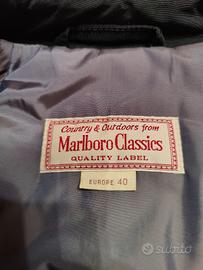 Country & Outdoors from
Marlboro Classics
QUALITY LABEL
EUROPE 40
subito